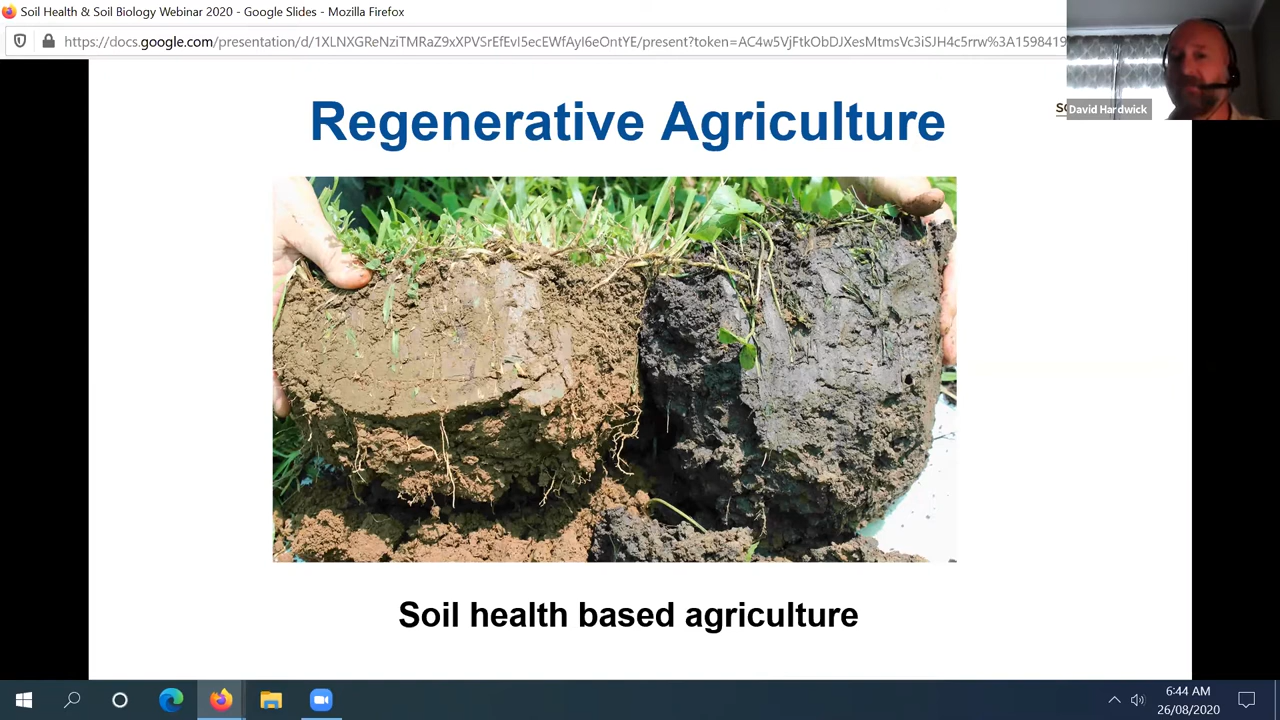 Soil Health & Soil Biology Webinar 2020 - Google Slides - Mozilla Firefox
https://docs.google.com/presentation/d/1XLNXGReNziTMRaZ9xXPVSrEfEvI5ecEWfAyI6eOntYE/present?token=AC4w5VjFtkObDJXesMtmsVc3iSJH4c5rrw%3A1598419
David Hardwick
Regenerative Agriculture
Soil health based agriculture
6:44 AM
26/08/2020